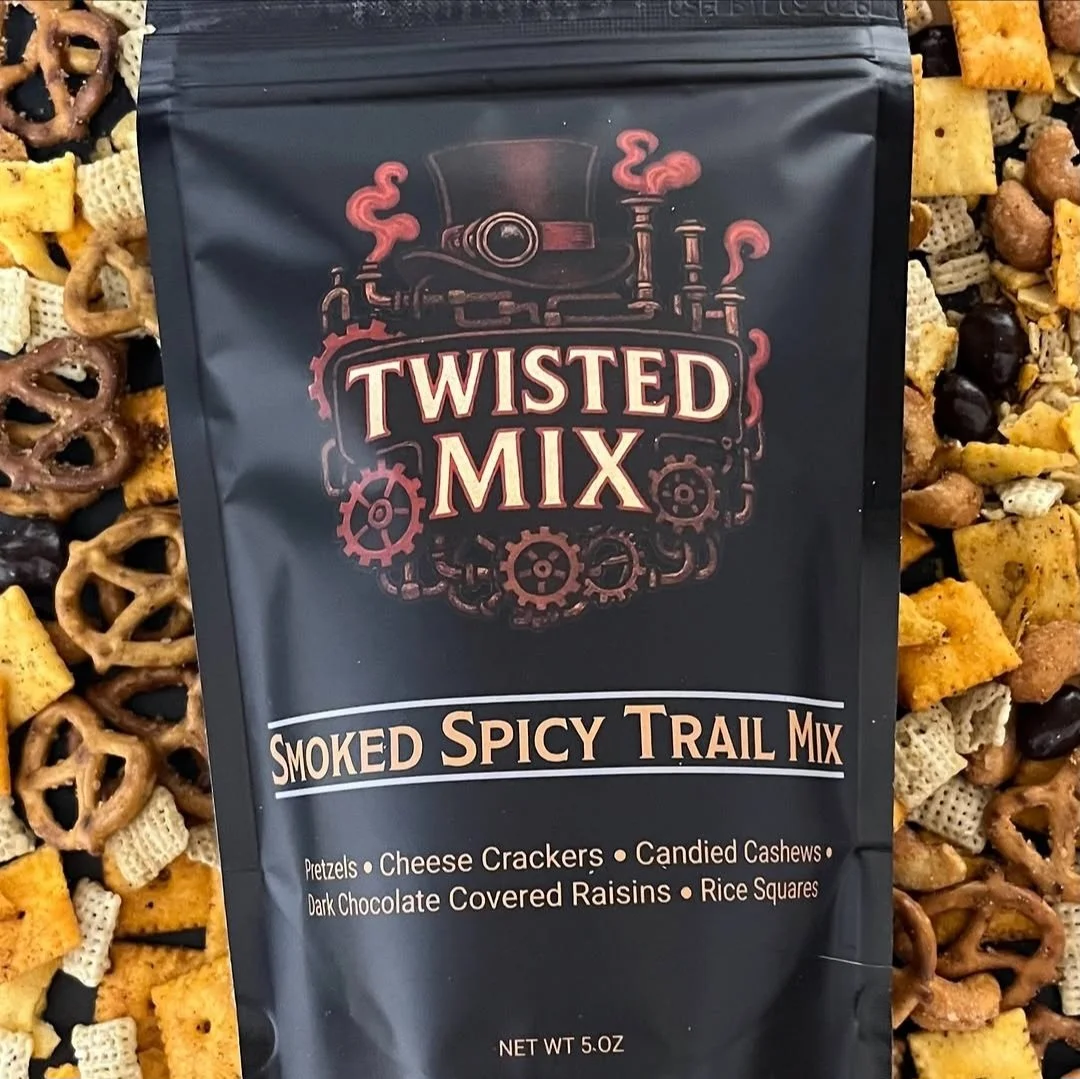 TWISTED
MIX
SMOKED SPICY TRAIL MIX
Pretzels • Cheese Crackers • Candied Cashews •
Dark Chocolate Covered Raisins • Rice Squares
NET WT 5.OZ